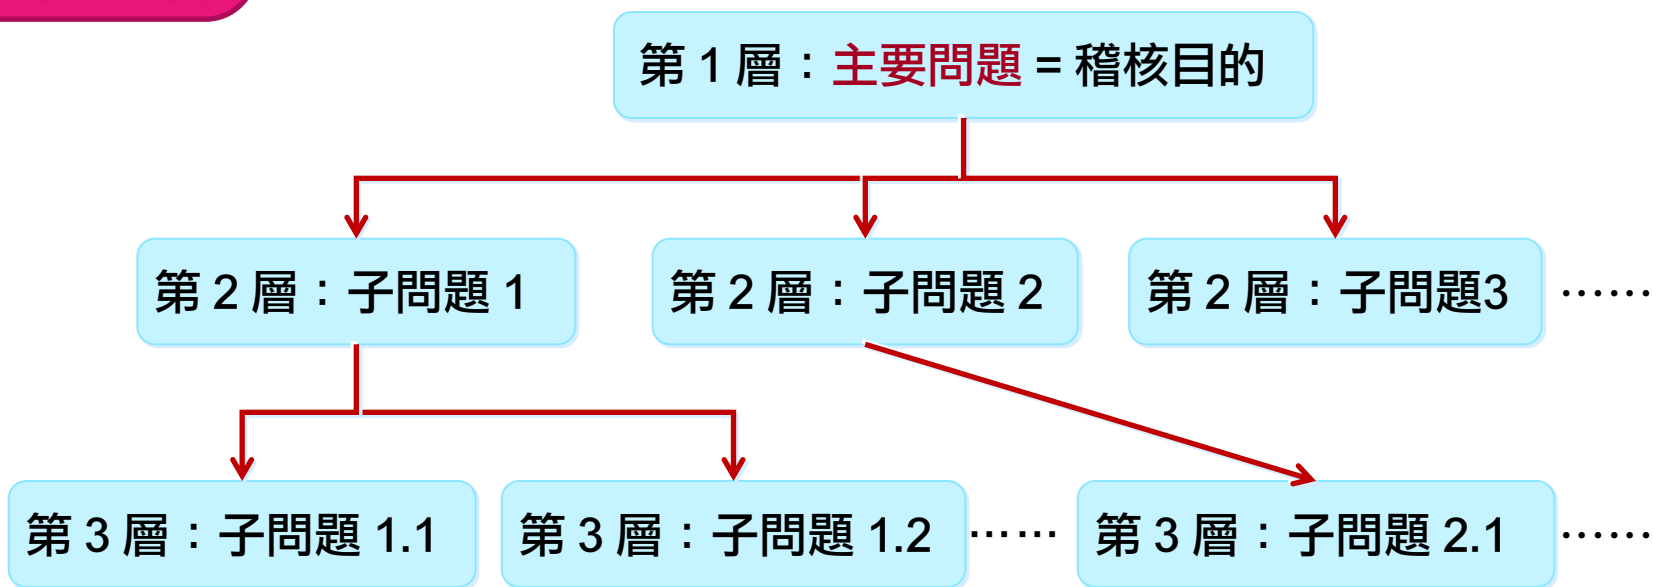 第 1 層：主要問題 = 稽核目的
第 2 層：子問題 1
第 2 層：子問題 2
第 2 層：子問題3
……
第 3 層：子問題 1.1
第 3 層：子問題 1.2
……
第 3 層：子問題 2.1
……